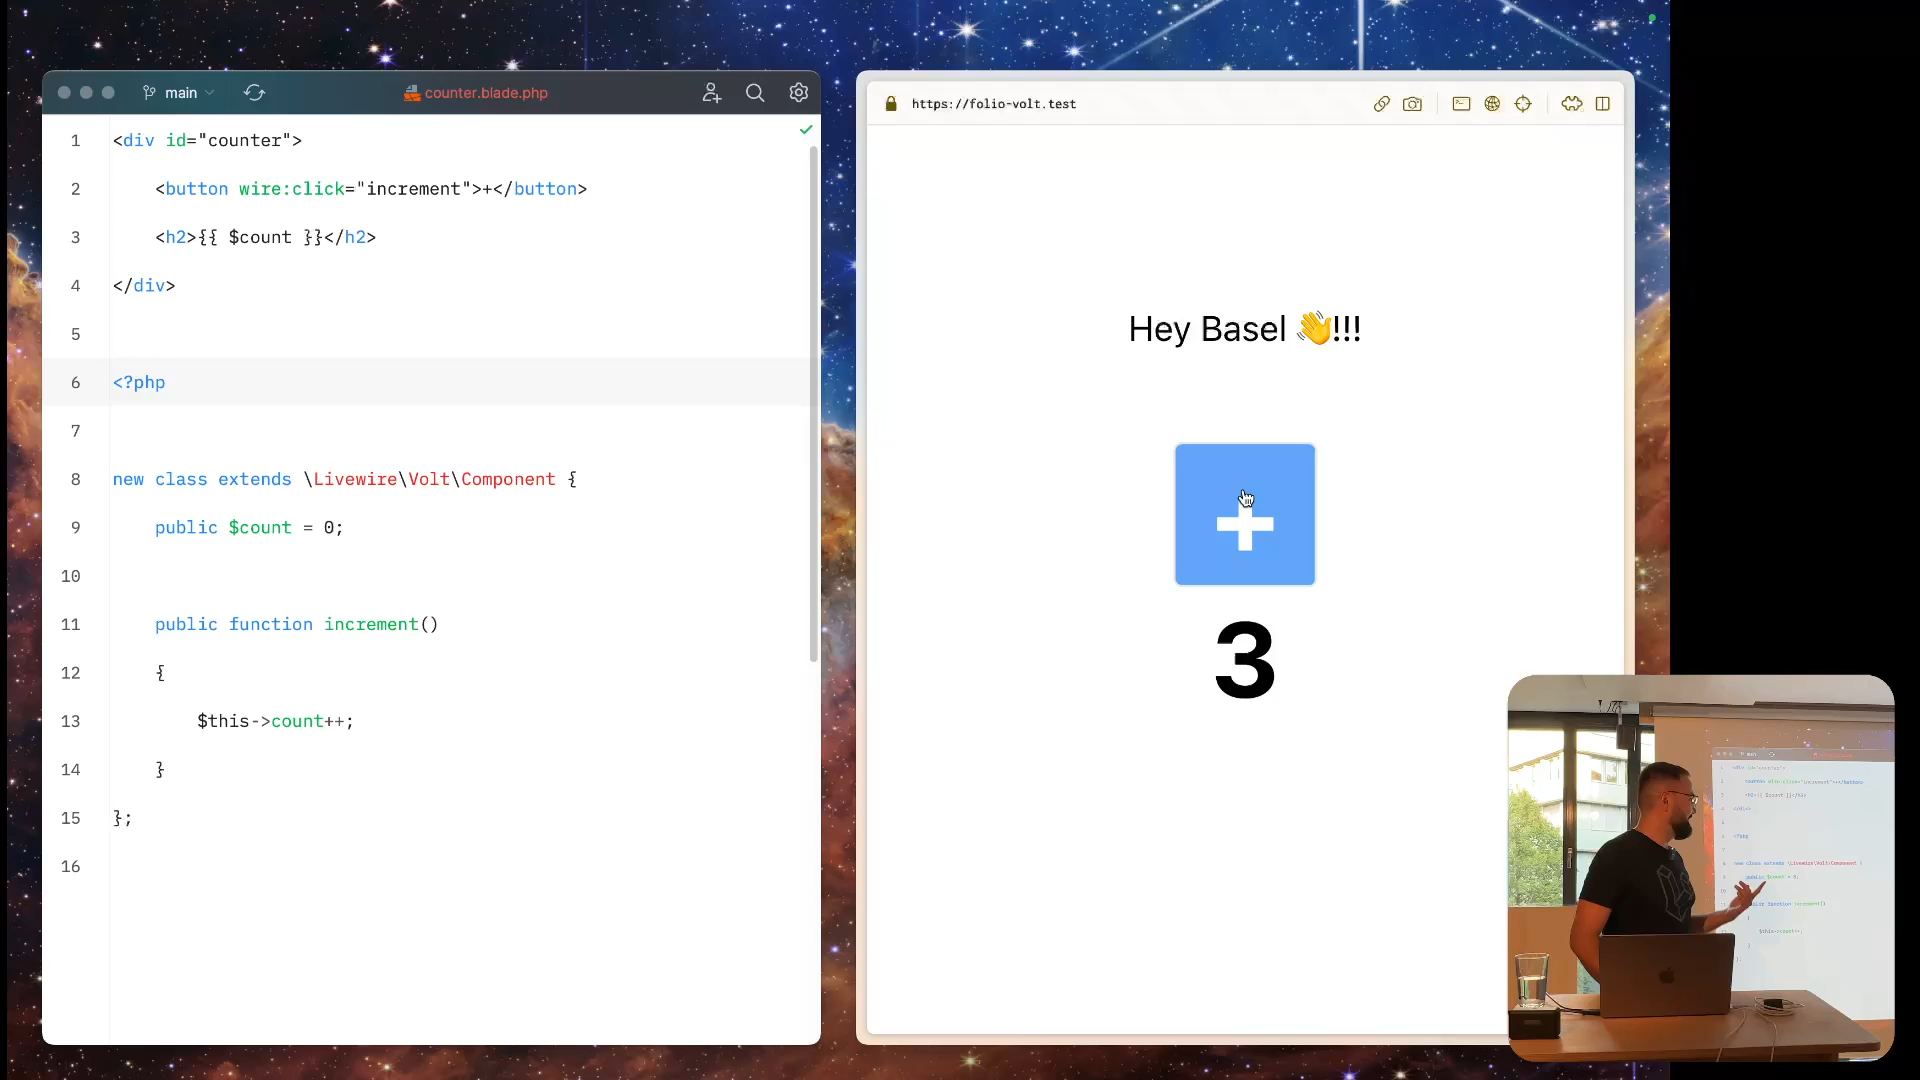 main
counter.blade.php
1 <div id="counter">
2 <button wire:click="increment">+</button>
3 <h2>{{ $count }}</h2>
4 </div>
5
6 <?php
7
8 new class extends \Livewire\Volt\Component {
9 public $count = 0;
10
11 public function increment()
12 {
13 $this->count++;
14 }
15 };
16
https://folio-volt.test
Hey Basel 👋!!!
+
3